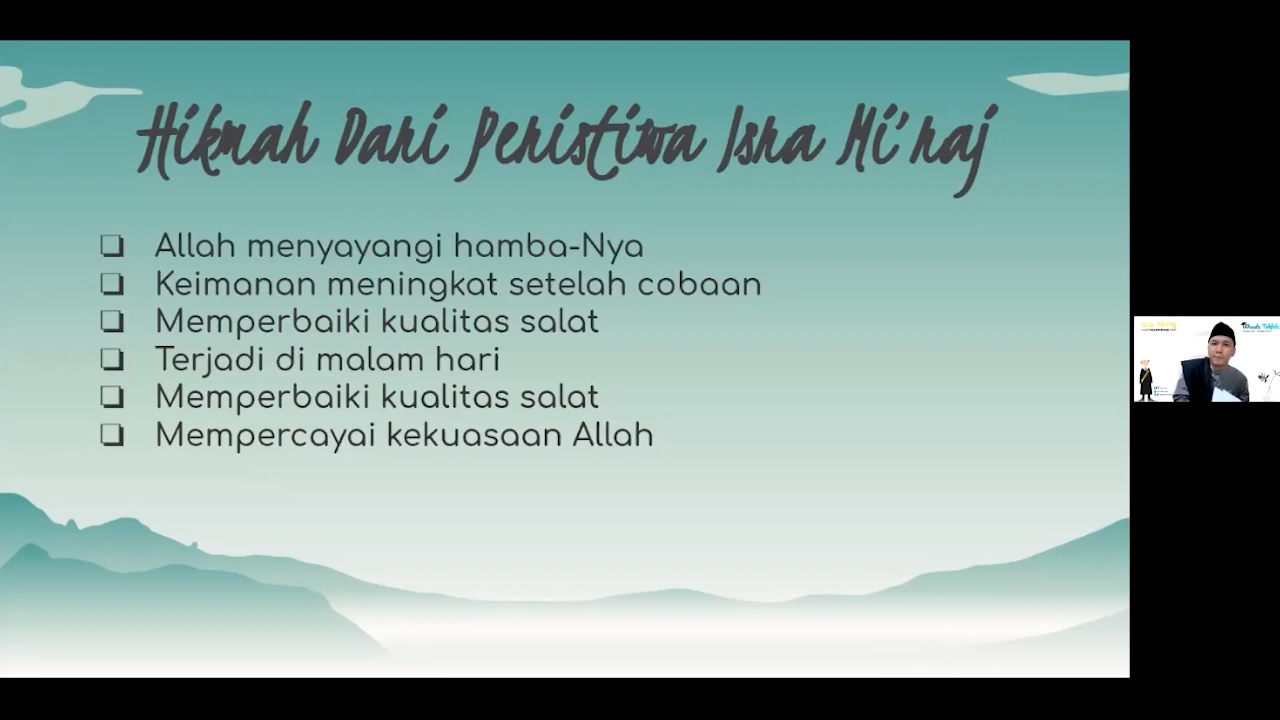 Hikmah Dari Peristiwa Isra Mi'raj
Allah menyayangi hamba-Nya
Keimanan meningkat setelah cobaan
Memperbaiki kualitas salat
Terjadi di malam hari
Memperbaiki kualitas salat
Mempercayai kekuasaan Allah